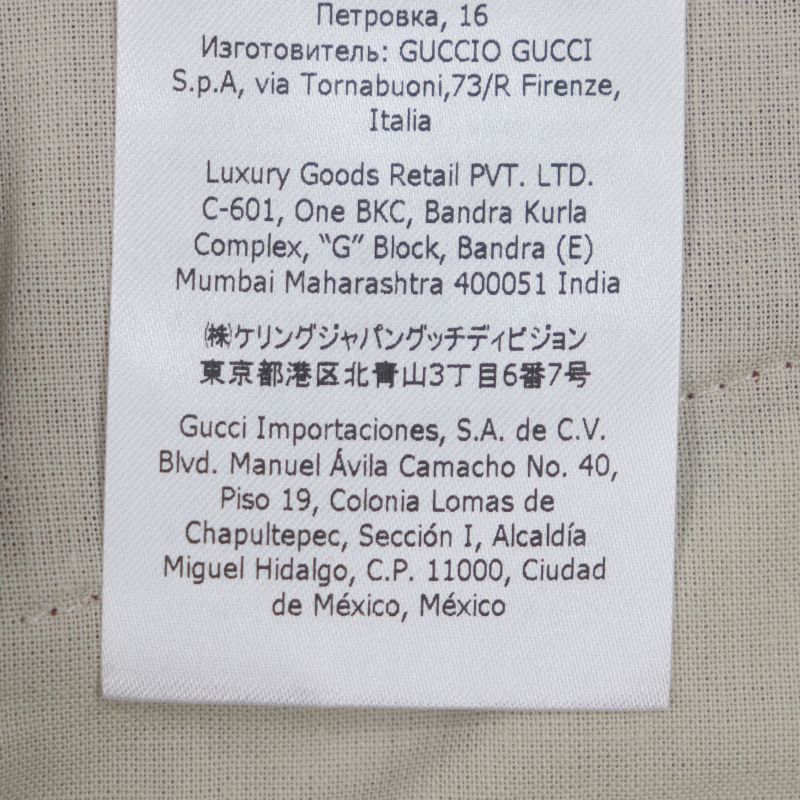 Петровка, 16
Изготовитель: GUCCIO GUCCI
S.p.A, via Tornabuoni,73/R Firenze,
Italia
Luxury Goods Retail PVT. LTD.
C-601, One BKC, Bandra Kurla
Complex, “G” Block, Bandra (E)
Mumbai Maharashtra 400051 India
㈱ケリングジャパングッチディビジョン
東京都港区北青山3丁目6番7号
Gucci Importaciones, S.A. de C.V.
Blvd. Manuel Ávila Camacho No. 40,
Piso 19, Colonia Lomas de
Chapultepec, Sección I, Alcaldía
Miguel Hidalgo, C.P. 11000, Ciudad
de México, México